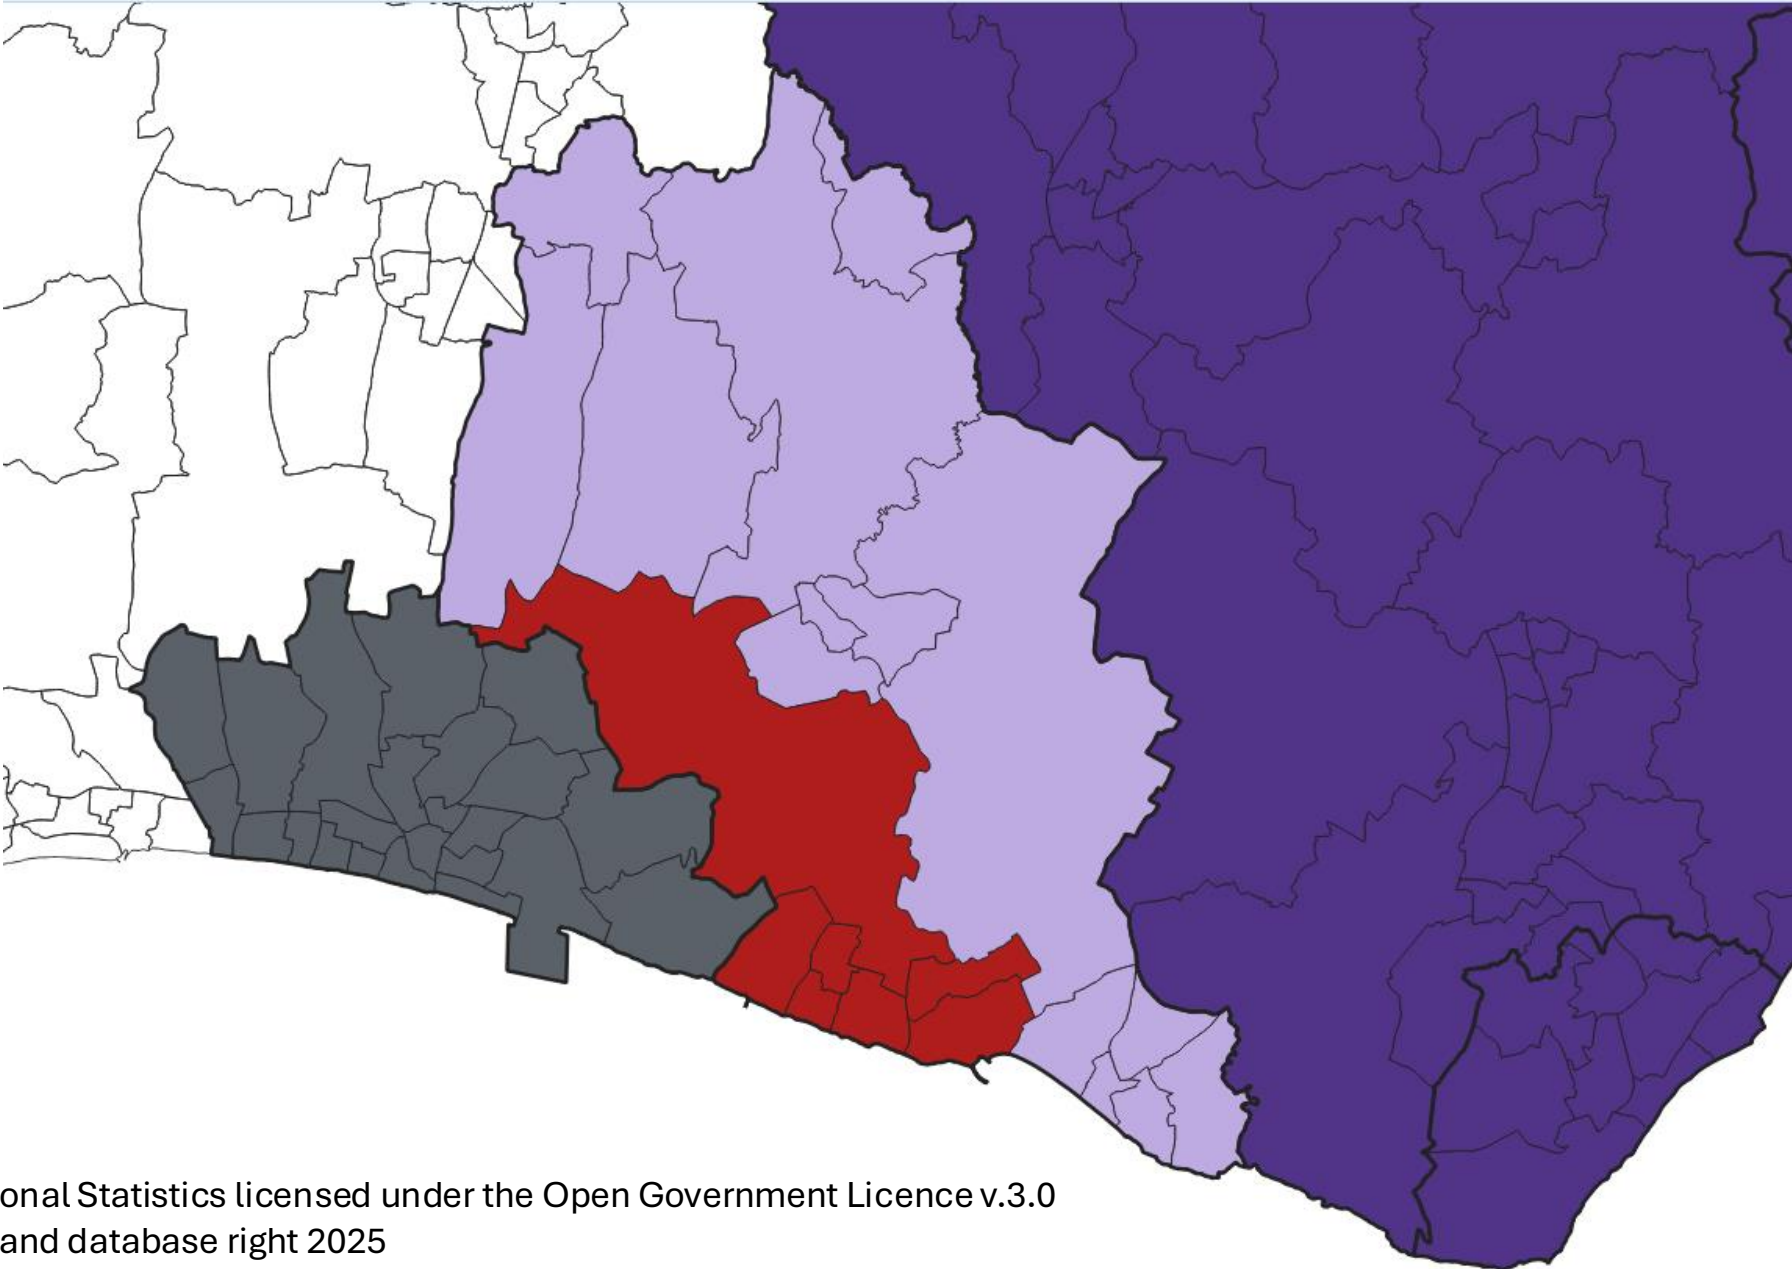 onal Statistics licensed under the Open Government Licence v.3.0
and database right 2025